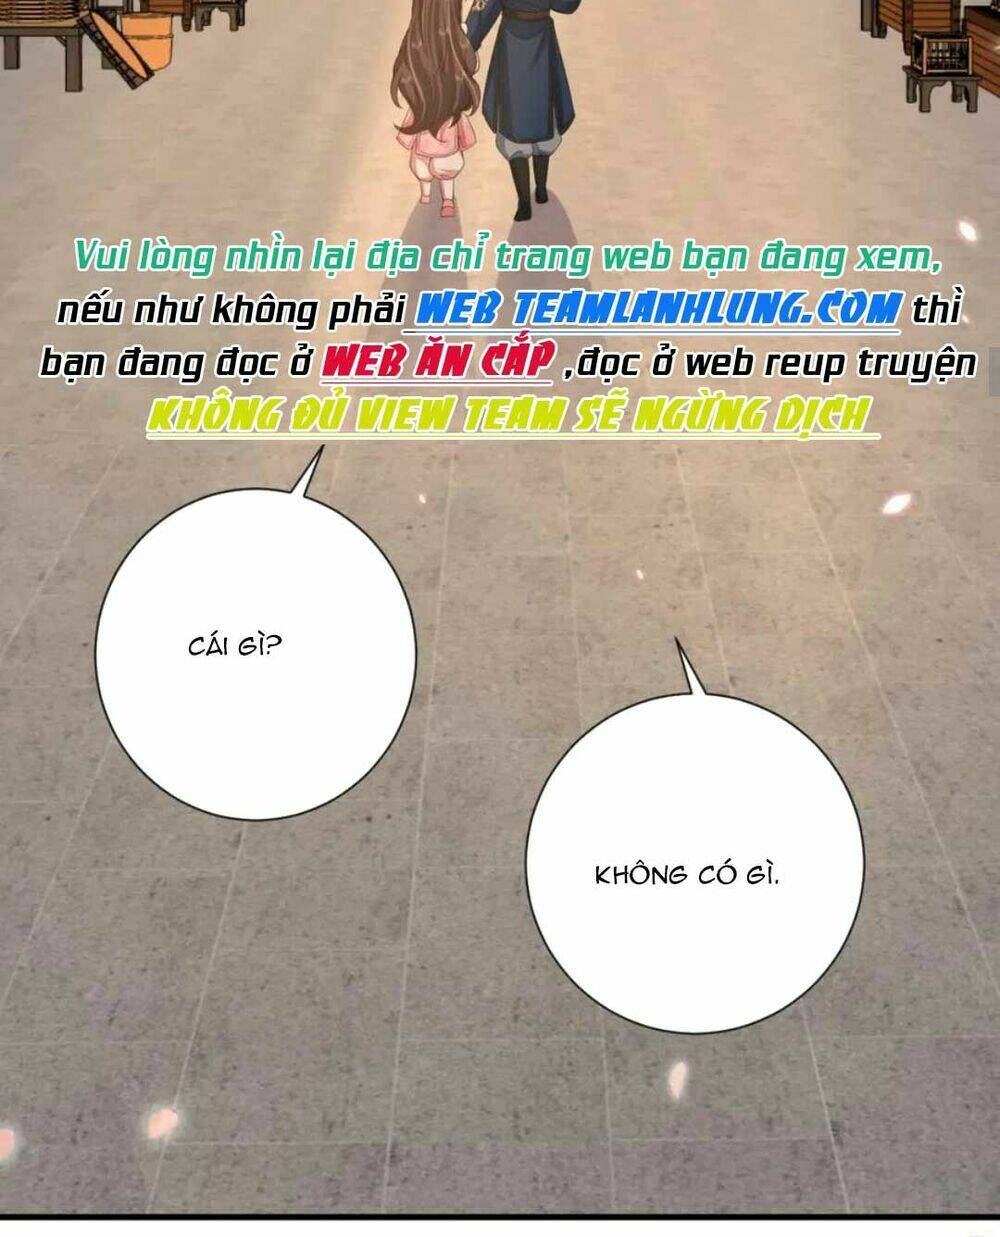 Vui lòng nhìn lại địa chỉ trang web bạn đang xem,
nếu như không phải WEB TEAMLANHLUNG.COM thì
bạn đang đọc ở WEB ĂN CẮP ,đọc ở web reup truyện
KHÔNG ĐỦ VIEW TEAM SẼ NGỪNG DỊCH
CÁI GÌ?
KHÔNG CÓ GÌ.